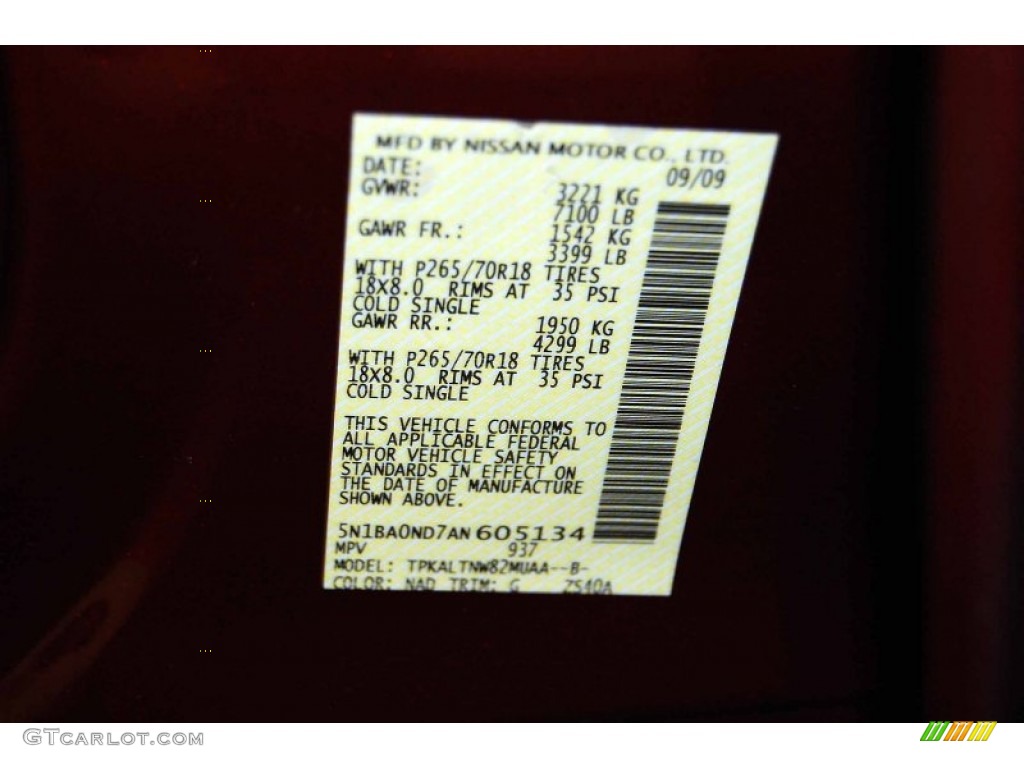 MFD BY NISSAN MOTOR CO., LTD.
DATE: 09/09
GVWR: 3221 KG
7100 LB
GAWR FR.: 1542 KG
3399 LB
WITH P265/70R18 TIRES
18X8.0 RIMS AT 35 PSI
COLD SINGLE
GAWR RR.: 1950 KG
4299 LB
WITH P265/70R18 TIRES
18X8.0 RIMS AT 35 PSI
COLD SINGLE
THIS VEHICLE CONFORMS TO
ALL APPLICABLE FEDERAL
MOTOR VEHICLE SAFETY
STANDARDS IN EFFECT ON
THE DATE OF MANUFACTURE
SHOWN ABOVE.
5N1BA0ND7AN605134
MPV 937
MODEL: TPKALTNW82MUAA--B-
COLOR: NAD TRIM: G ZS40A
GTCARLOT.COM